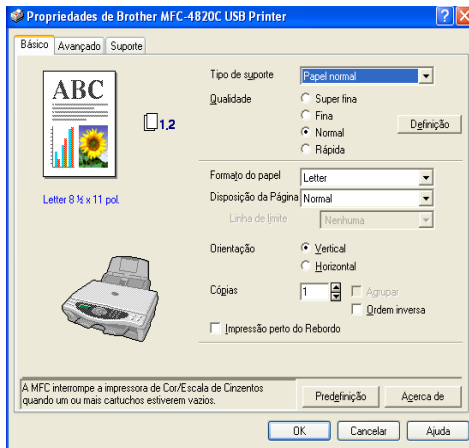 Propriedades de Brother MFC-4820C USB Printer
Básico Avançado Suporte
ABC
1.2
Letter 8 ½ x 11 pol.
Tipo de suporte Papel normal
Qualidade Super fina
Fina
Normal
Rápida
Definição
Formato do papel Letter
Disposição da Página Normal
Linha de limite Nenhuma
Orientação Vertical
Horizontal
Cópias 1 Agrupar
Ordem inversa
Impressão perto do Rebordo
A MFC interrompe a impressora de Cor/Escala de Cinzentos
quando um ou mais cartuchos estiverem vazios.
Predefinição Acerca de
OK Cancelar Ajuda